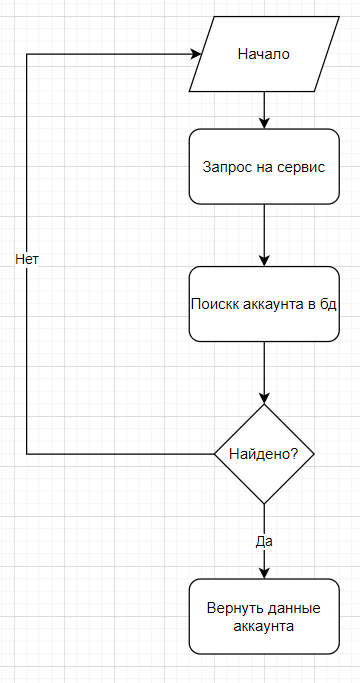 Начало
Запрос на сервис
Нет
Поискк аккаунта в бд
Найдено?
Да
Вернуть данные
аккаунта